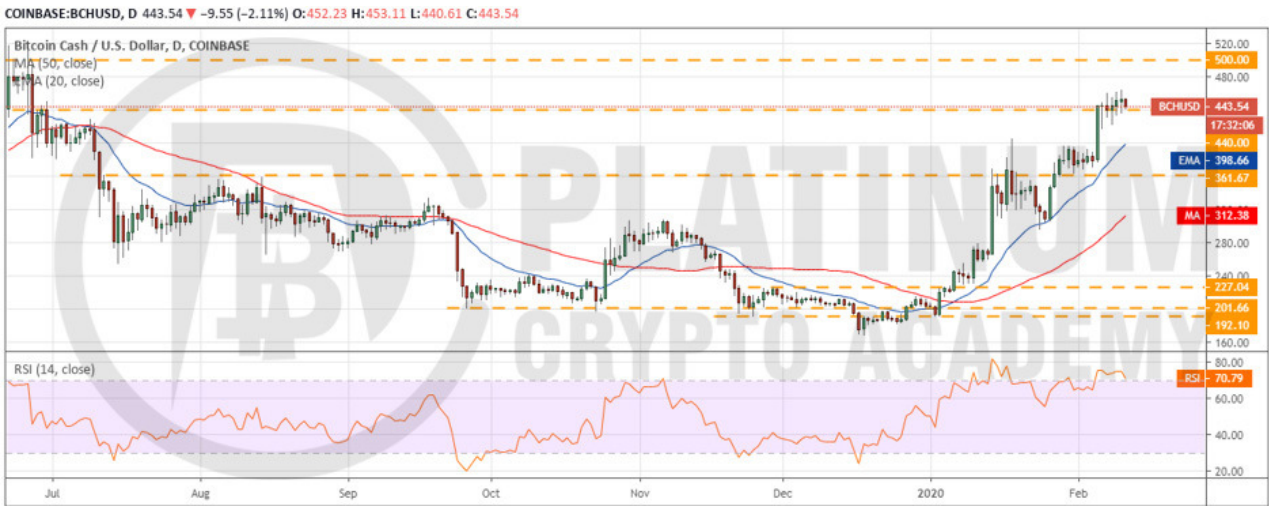 COINBASE:BCHUSD, D 443.54 ▼ −9.55 (−2.11%) O:452.23 H:453.11 L:440.61 C:443.54
Bitcoin Cash / U.S. Dollar, D, COINBASE
MA (50, close)
EMA (20, close)
520.00
500.00
480.00
BCHUSD 443.54
17:32:06
440.00
EMA 398.66
361.67
MA 312.38
280.00
240.00
227.04
201.66
192.10
160.00
PLATINUM
CRYPTO ACADEMY
RSI (14, close)
80.00
RSI 70.79
60.00
40.00
20.00
Jul Aug Sep Oct Nov Dec 2020 Feb